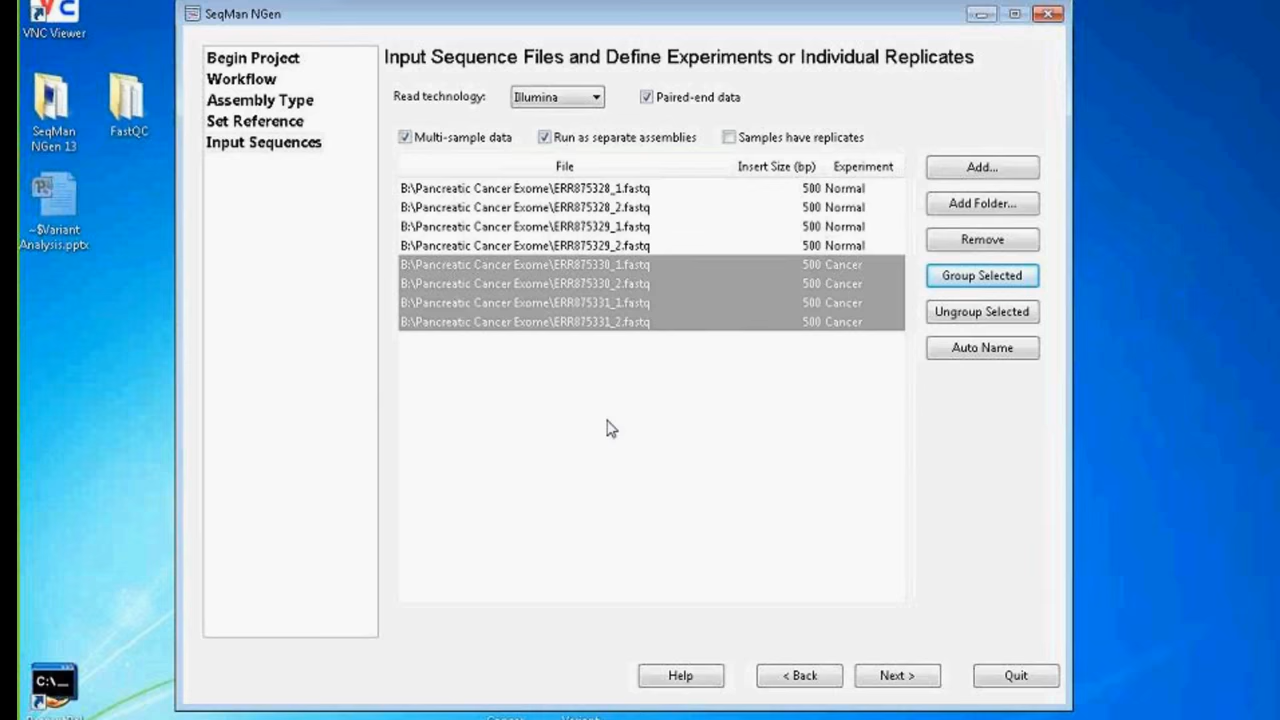 VNC Viewer
SeqMan
NGen 13
FastQC
~$Variant
Analysis.pptx
C:\
SeqMan NGen
Begin Project
Workflow
Assembly Type
Set Reference
Input Sequences
Input Sequence Files and Define Experiments or Individual Replicates
Read technology: Illumina Paired-end data
Multi-sample data Run as separate assemblies Samples have replicates
File Insert Size (bp) Experiment
B:\Pancreatic Cancer Exome\ERR875328_1.fastq 500 Normal
B:\Pancreatic Cancer Exome\ERR875328_2.fastq 500 Normal
B:\Pancreatic Cancer Exome\ERR875329_1.fastq 500 Normal
B:\Pancreatic Cancer Exome\ERR875329_2.fastq 500 Normal
B:\Pancreatic Cancer Exome\ERR875330_1.fastq 500 Cancer
B:\Pancreatic Cancer Exome\ERR875330_2.fastq 500 Cancer
B:\Pancreatic Cancer Exome\ERR875331_1.fastq 500 Cancer
B:\Pancreatic Cancer Exome\ERR875331_2.fastq 500 Cancer
Add...
Add Folder...
Remove
Group Selected
Ungroup Selected
Auto Name
Help < Back Next > Quit